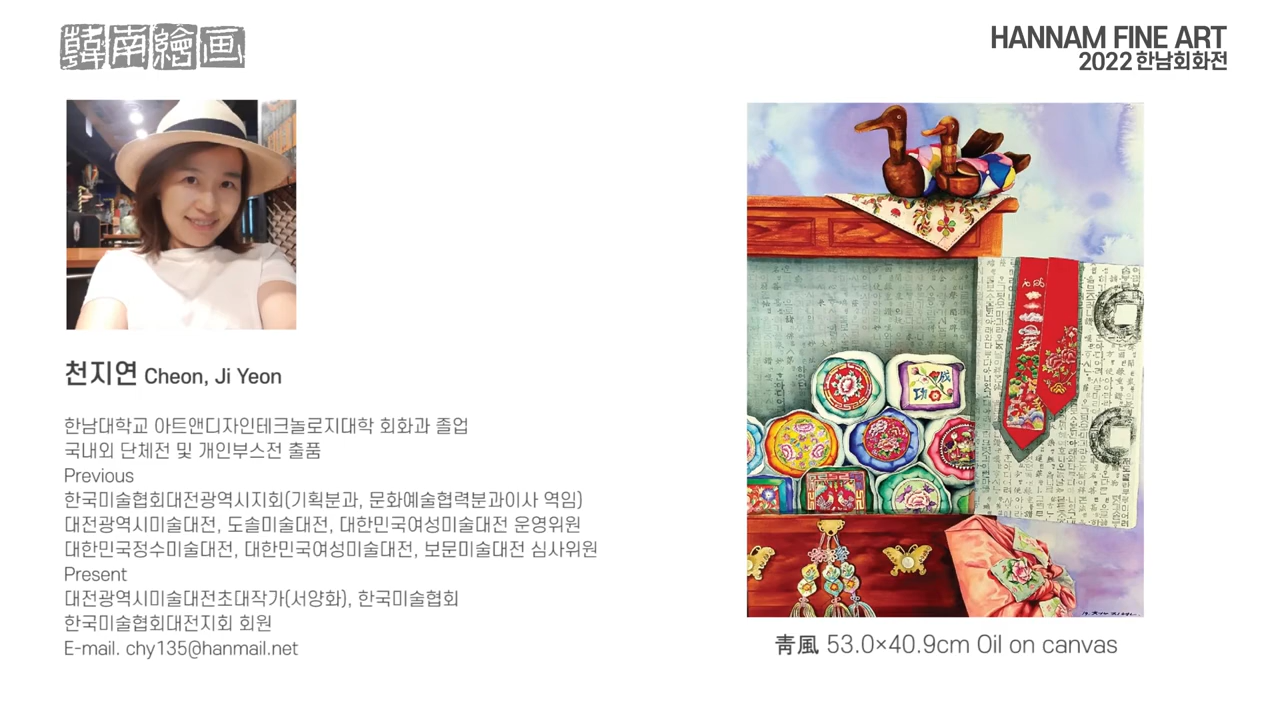 韓南繪画
HANNAM FINE ART
2022 한남회화전
천지연 Cheon, Ji Yeon
한남대학교 아트앤디자인테크놀로지대학 회화과 졸업
국내외 단체전 및 개인부스전 출품
Previous
한국미술협회대전광역시지회(기획분과, 문화예술협력분과이사 역임)
대전광역시미술대전, 도솔미술대전, 대한민국여성미술대전 운영위원
대한민국정수미술대전, 대한민국여성미술대전, 보문미술대전 심사위원
Present
대전광역시미술대전초대작가(서양화), 한국미술협회
한국미술협회대전지회 회원
E-mail. chy135@hanmail.net
成
功
靑風 53.0×40.9cm Oil on canvas